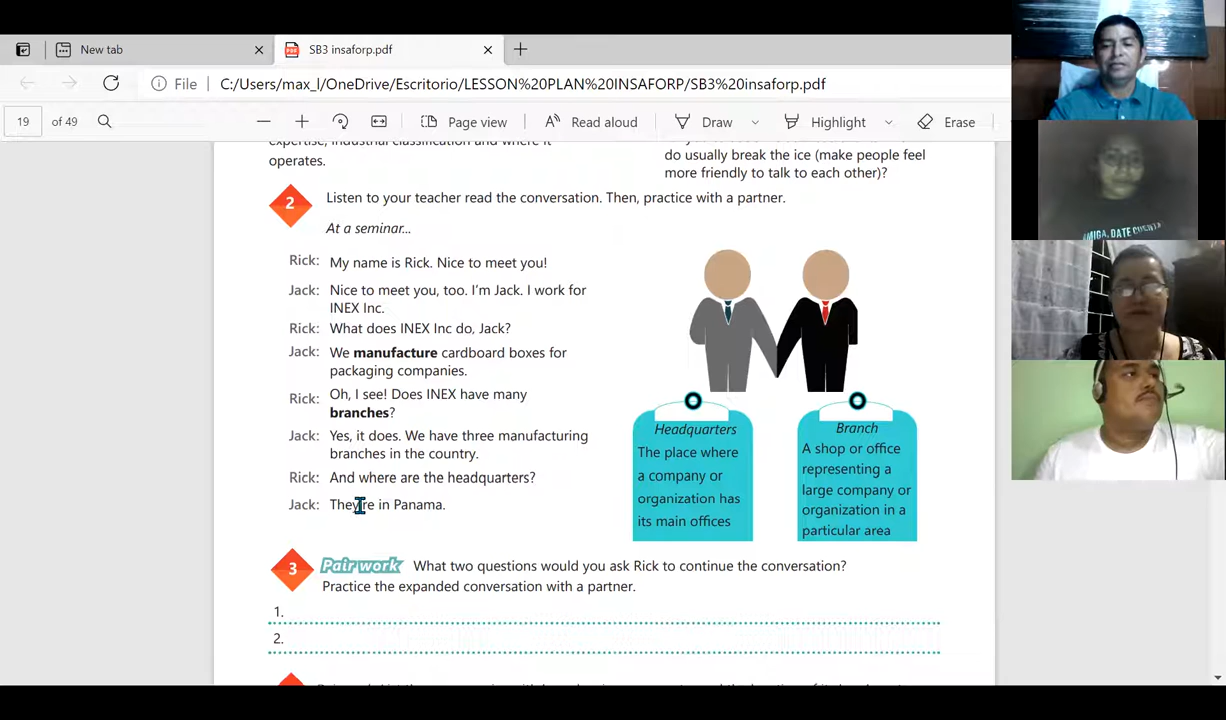 New tab
SB3 insaforp.pdf
File
C:/Users/max_l/OneDrive/Escritorio/LESSON%20PLAN%20INSAFORP/SB3%20insaforp.pdf
19 of 49
Page view
Read aloud
Draw
Highlight
Erase
expertise, industrial classification and where it
operates.
do usually break the ice (make people feel
more friendly to talk to each other)?
2
Listen to your teacher read the conversation. Then, practice with a partner.
At a seminar...
Rick: My name is Rick. Nice to meet you!
Jack: Nice to meet you, too. I'm Jack. I work for
INEX Inc.
Rick: What does INEX Inc do, Jack?
Jack: We manufacture cardboard boxes for
packaging companies.
Rick: Oh, I see! Does INEX have many
branches?
Jack: Yes, it does. We have three manufacturing
branches in the country.
Rick: And where are the headquarters?
Jack: They're in Panama.
Headquarters
The place where
a company or
organization has
its main offices
Branch
A shop or office
representing a
large company or
organization in a
particular area
3
Pair work What two questions would you ask Rick to continue the conversation?
Practice the expanded conversation with a partner.
1.
2.
AMIGA, DATE CUENTA